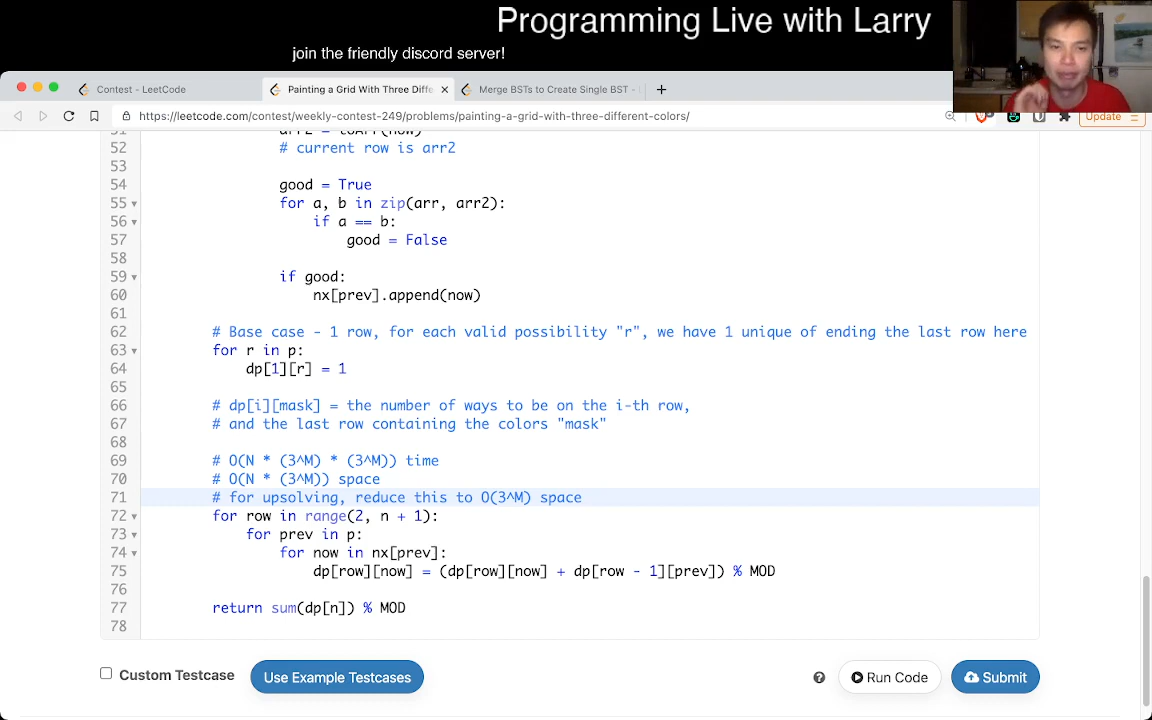 Programming Live with Larry
join the friendly discord server!
Contest - LeetCode
Painting a Grid With Three Diffe
Merge BSTs to Create Single BST -
https://leetcode.com/contest/weekly-contest-249/problems/painting-a-grid-with-three-different-colors/
Update
51 arr2 = toArr(now)
52 # current row is arr2
53
54 good = True
55 for a, b in zip(arr, arr2):
56 if a == b:
57 good = False
58
59 if good:
60 nx[prev].append(now)
61
62 # Base case - 1 row, for each valid possibility "r", we have 1 unique of ending the last row here
63 for r in p:
64 dp[1][r] = 1
65
66 # dp[i][mask] = the number of ways to be on the i-th row,
67 # and the last row containing the colors "mask"
68
69 # O(N * (3^M) * (3^M)) time
70 # O(N * (3^M)) space
71 # for upsolving, reduce this to O(3^M) space
72 for row in range(2, n + 1):
73 for prev in p:
74 for now in nx[prev]:
75 dp[row][now] = (dp[row][now] + dp[row - 1][prev]) % MOD
76
77 return sum(dp[n]) % MOD
78
Custom Testcase
Use Example Testcases
Run Code
Submit